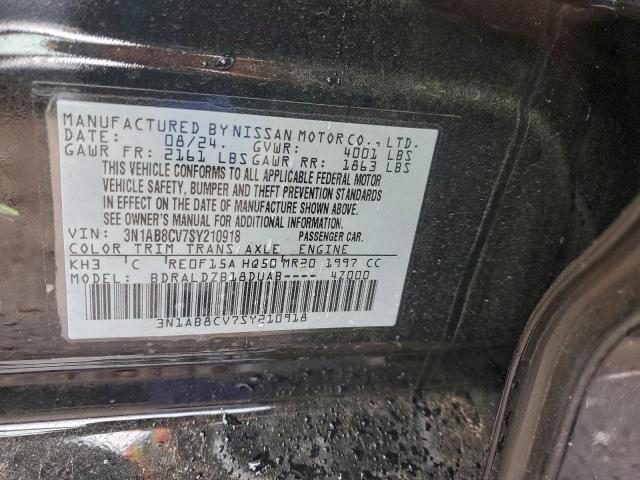 MANUFACTURED BY NISSAN MOTOR CO., LTD.
DATE: 08/24. GVWR: 4001 LBS
GAWR FR: 2161 LBS GAWR RR: 1863 LBS
THIS VEHICLE CONFORMS TO ALL APPLICABLE FEDERAL MOTOR
VEHICLE SAFETY, BUMPER AND THEFT PREVENTION STANDARDS
IN EFFECT ON THE DATE OF MANUFACTURE SHOWN ABOVE.
SEE OWNER'S MANUAL FOR ADDITIONAL INFORMATION.
VIN: 3N1AB8CV7SY210918 PASSENGER CAR.
COLOR TRIM TRANS/ AXLE ENGINE
KH3 C RE0F15A HQ50 MR20 1997 CC
MODEL: BDRALDZB18DUAB---- 4Z000
3N1AB8CV7SY210918